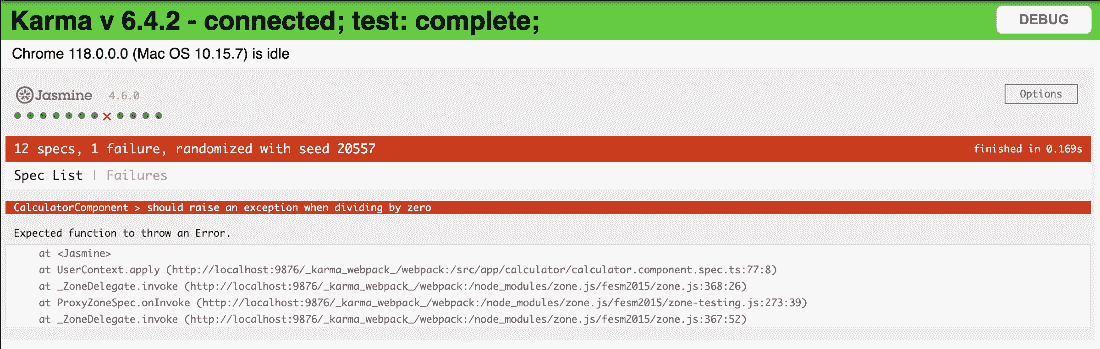 Karma v 6.4.2 - connected; test: complete;
DEBUG
Chrome 118.0.0.0 (Mac OS 10.15.7) is idle
Jasmine 4.6.0
Options
12 specs, 1 failure, randomized with seed 20557
finished in 0.169s
Spec List | Failures
CalculatorComponent > should raise an exception when dividing by zero
Expected function to throw an Error.
at <Jasmine>
at UserContext.apply (http://localhost:9876/_karma_webpack_/webpack:/src/app/calculator/calculator.component.spec.ts:77:8)
at _ZoneDelegate.invoke (http://localhost:9876/_karma_webpack_/webpack:/node_modules/zone.js/fesm2015/zone.js:368:26)
at ProxyZoneSpec.onInvoke (http://localhost:9876/_karma_webpack_/webpack:/node_modules/zone.js/fesm2015/zone-testing.js:273:39)
at _ZoneDelegate.invoke (http://localhost:9876/_karma_webpack_/webpack:/node_modules/zone.js/fesm2015/zone.js:367:52)